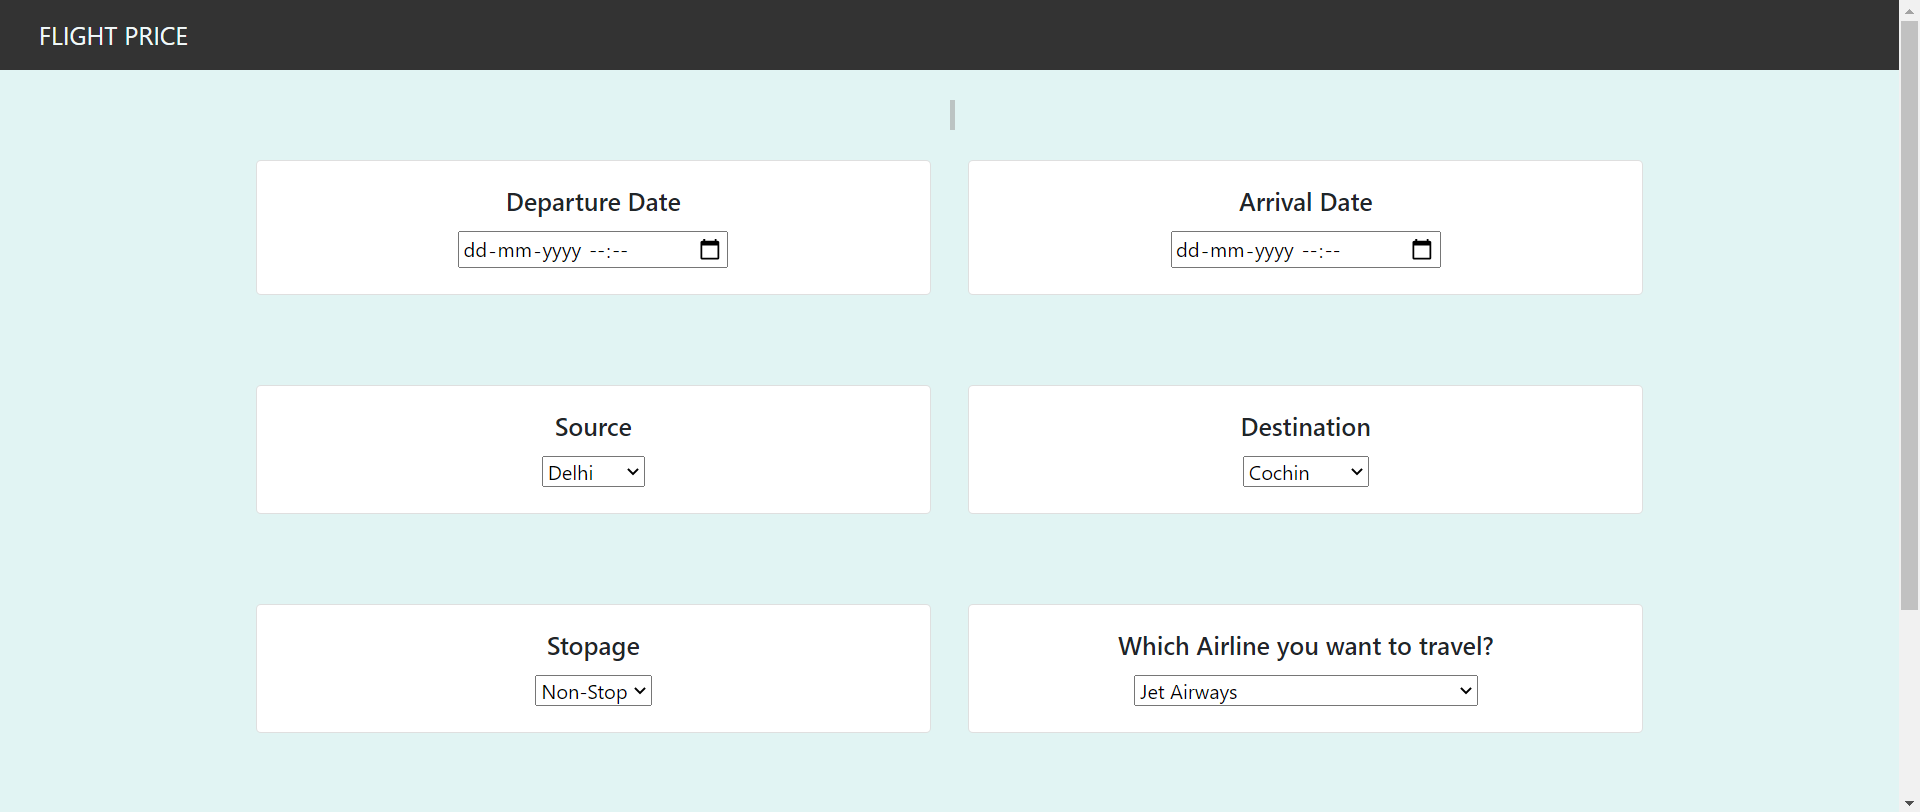 FLIGHT PRICE
Departure Date
dd-mm-yyyy --:--
Arrival Date
dd-mm-yyyy --:--
Source
Delhi
Destination
Cochin
Stopage
Non-Stop
Which Airline you want to travel?
Jet Airways